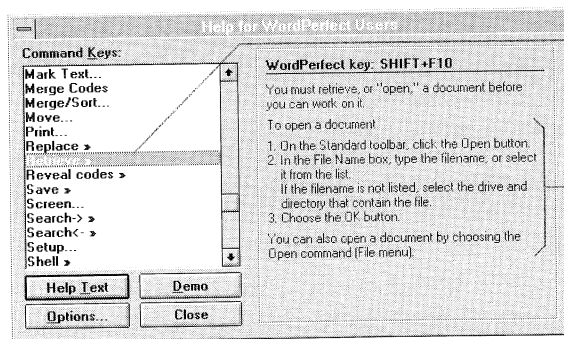 Help for WordPerfect Users
Command Keys:
Mark Text...
Merge Codes
Merge/Sort...
Move...
Print...
Replace »
Retrieve »
Reveal codes »
Save »
Screen...
Search-> »
Search<- »
Setup...
Shell »
Help Text
Demo
Options...
Close
WordPerfect key: SHIFT+F10
You must retrieve, or "open," a document before
you can work on it.
To open a document
1. On the Standard toolbar, click the Open button.
2. In the File Name box, type the filename, or select
it from the list.
If the filename is not listed, select the drive and
directory that contain the file.
3. Choose the OK button.
You can also open a document by choosing the
Open command (File menu).